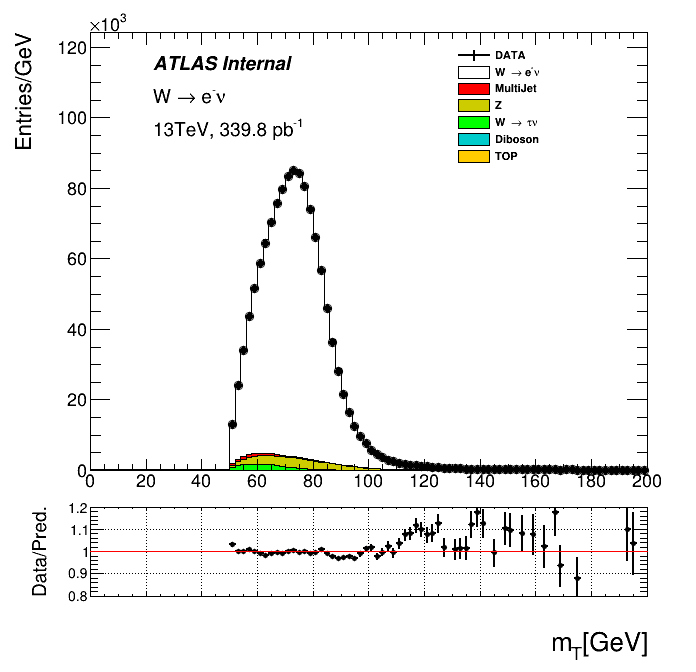 ×10³
Entries/GeV
120
100
80
60
40
20
0
ATLAS Internal
W → e⁻ν
13TeV, 339.8 pb⁻¹
DATA
W → e⁻ν
MultiJet
Z
W → τν
Diboson
TOP
0 20 40 60 80 100 120 140 160 180 200
Data/Pred.
1.2
1.1
1
0.9
0.8
m_T[GeV]